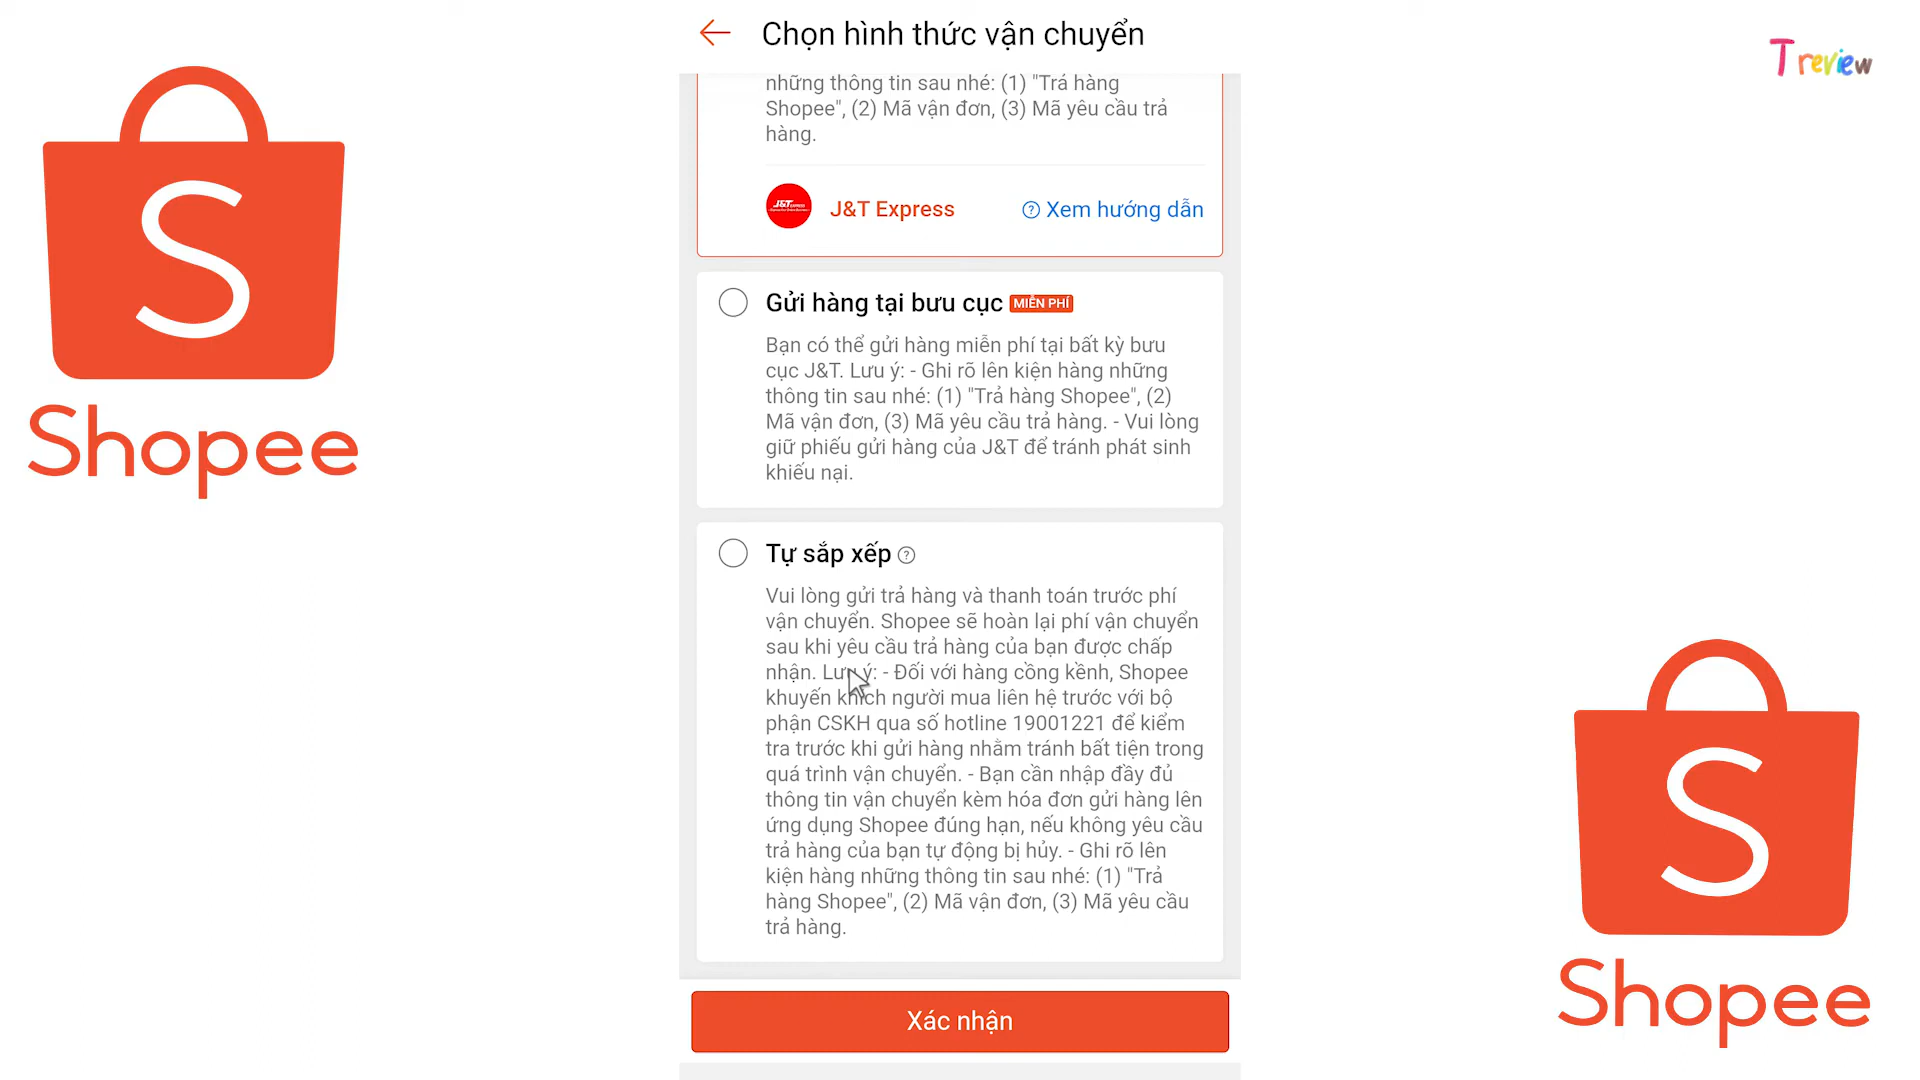 Chọn hình thức vận chuyển
T review
những thông tin sau nhé: (1) "Trả hàng
Shopee", (2) Mã vận đơn, (3) Mã yêu cầu trả
hàng.
J&T EXPRESS
J&T Express
Xem hướng dẫn
Gửi hàng tại bưu cục MIỄN PHÍ
Bạn có thể gửi hàng miễn phí tại bất kỳ bưu
cục J&T. Lưu ý: - Ghi rõ lên kiện hàng những
thông tin sau nhé: (1) "Trả hàng Shopee", (2)
Mã vận đơn, (3) Mã yêu cầu trả hàng. - Vui lòng
giữ phiếu gửi hàng của J&T để tránh phát sinh
khiếu nại.
Tự sắp xếp
Vui lòng gửi trả hàng và thanh toán trước phí
vận chuyển. Shopee sẽ hoàn lại phí vận chuyển
sau khi yêu cầu trả hàng của bạn được chấp
nhận. Lưu ý: - Đối với hàng cồng kềnh, Shopee
khuyến khích người mua liên hệ trước với bộ
phận CSKH qua số hotline 19001221 để kiểm
tra trước khi gửi hàng nhằm tránh bất tiện trong
quá trình vận chuyển. - Bạn cần nhập đầy đủ
thông tin vận chuyển kèm hóa đơn gửi hàng lên
ứng dụng Shopee đúng hạn, nếu không yêu cầu
trả hàng của bạn tự động bị hủy. - Ghi rõ lên
kiện hàng những thông tin sau nhé: (1) "Trả
hàng Shopee", (2) Mã vận đơn, (3) Mã yêu cầu
trả hàng.
Xác nhận
S
Shopee
S
Shopee